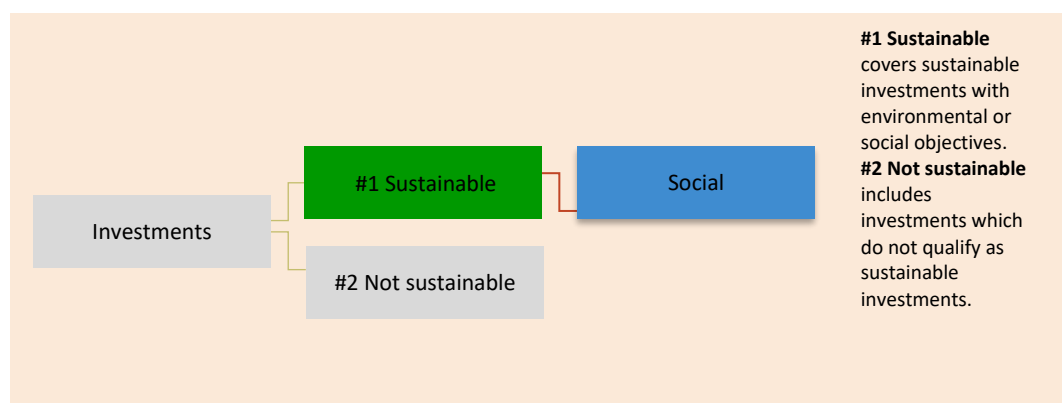 Investments
#1 Sustainable
Social
#2 Not sustainable
#1 Sustainable
covers sustainable
investments with
environmental or
social objectives.
#2 Not sustainable
includes
investments which
do not qualify as
sustainable
investments.